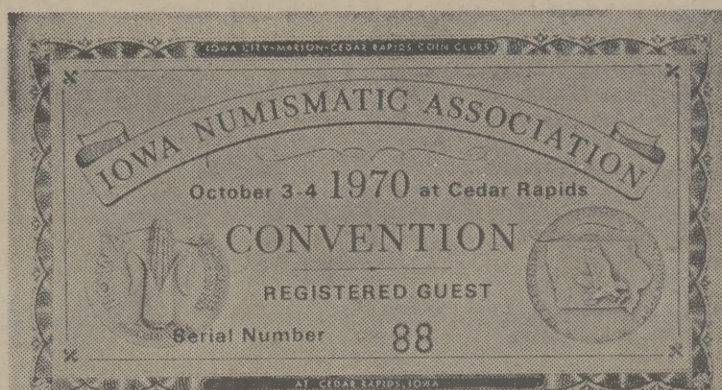 IOWA CITY-MARION-CEDAR RAPIDS COIN CLUBS
IOWA NUMISMATIC ASSOCIATION
October 3-4 1970 at Cedar Rapids
CONVENTION
REGISTERED GUEST
Serial Number 88
AT CEDAR RAPIDS, IOWA